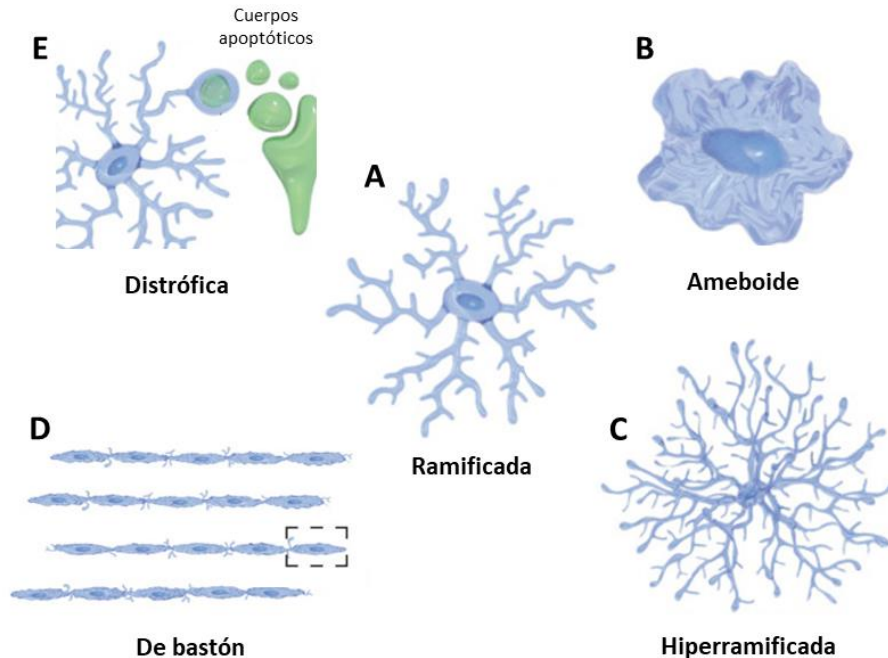 Cuerpos
apoptóticos
E
B
A
Distrófica
Ameboide
D
C
Ramificada
De bastón
Hiperramificada